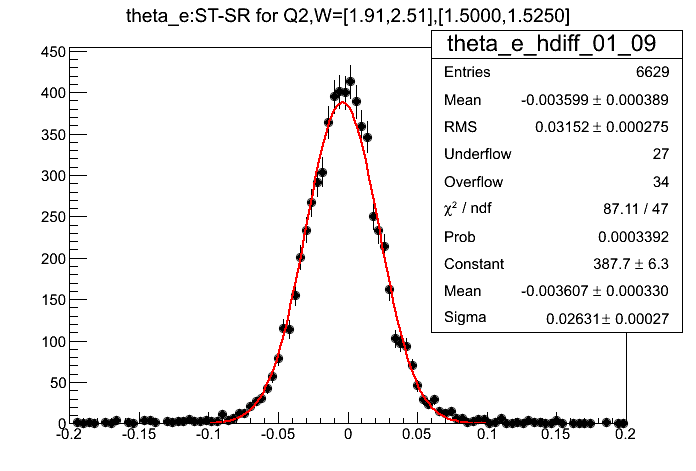 theta_e:ST-SR for Q2,W=[1.91,2.51],[1.5000,1.5250]
theta_e_hdiff_01_09
Entries 6629
Mean -0.003599 ± 0.000389
RMS 0.03152 ± 0.000275
Underflow 27
Overflow 34
χ² / ndf 87.11 / 47
Prob 0.0003392
Constant 387.7 ± 6.3
Mean -0.003607 ± 0.000330
Sigma 0.02631 ± 0.00027
450
400
350
300
250
200
150
100
50
0
-0.2 -0.15 -0.1 -0.05 0 0.05 0.1 0.15 0.2